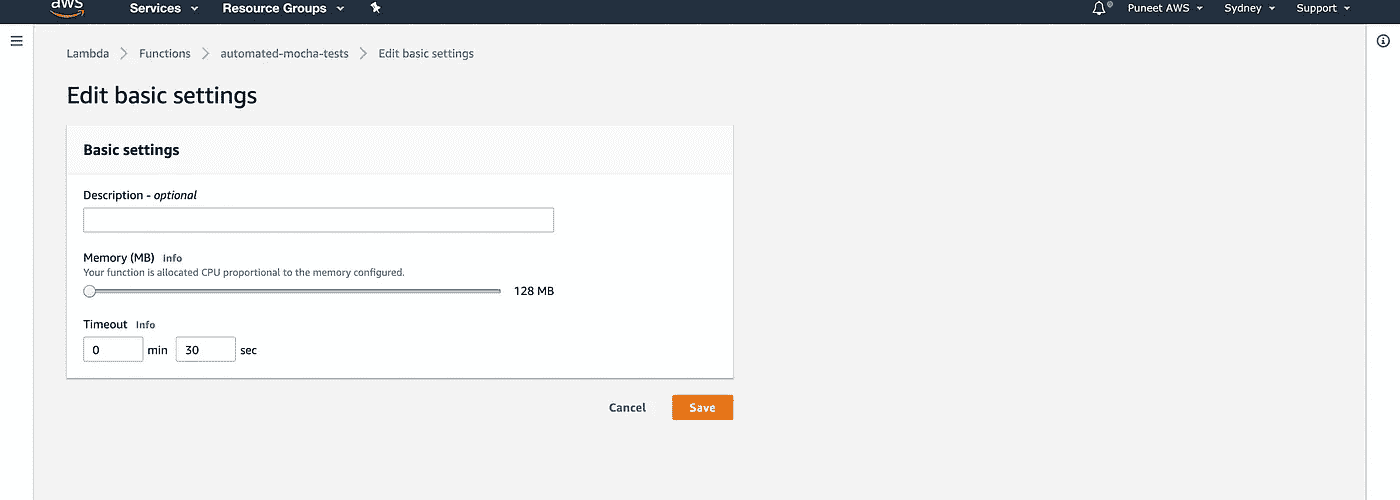 aws Services Resource Groups Puneet AWS Sydney Support
Lambda Functions automated-mocha-tests Edit basic settings
Edit basic settings
Basic settings
Description - optional
Memory (MB) Info
Your function is allocated CPU proportional to the memory configured.
128 MB
Timeout Info
0 min 30 sec
Cancel Save